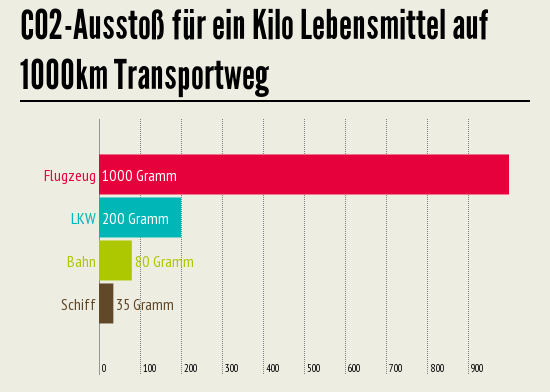 CO2-Ausstoß für ein Kilo Lebensmittel auf
1000km Transportweg
Flugzeug 1000 Gramm
LKW 200 Gramm
Bahn 80 Gramm
Schiff 35 Gramm
0 100 200 300 400 500 600 700 800 900